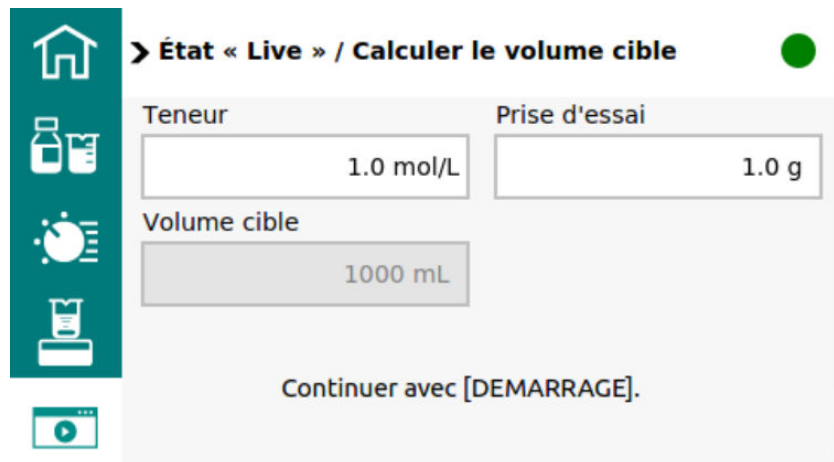 État « Live » / Calculer le volume cible
Teneur
Prise d'essai
1.0 mol/L
1.0 g
Volume cible
1000 mL
Continuer avec [DEMARRAGE].